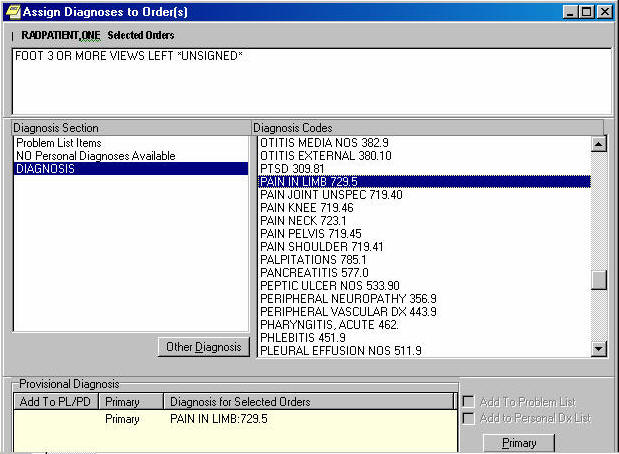 Assign Diagnoses to Order(s)
RADPATIENT,ONE Selected Orders
FOOT 3 OR MORE VIEWS LEFT *UNSIGNED*
Diagnosis Section
Problem List Items
NO Personal Diagnoses Available
DIAGNOSIS
Other Diagnosis
Diagnosis Codes
OTITIS MEDIA NOS 382.9
OTITIS EXTERNAL 380.10
PTSD 309.81
PAIN IN LIMB 729.5
PAIN JOINT UNSPEC 719.40
PAIN KNEE 719.46
PAIN NECK 723.1
PAIN PELVIS 719.45
PAIN SHOULDER 719.41
PALPITATIONS 785.1
PANCREATITIS 577.0
PEPTIC ULCER NOS 533.90
PERIPHERAL NEUROPATHY 356.9
PERIPHERAL VASCULAR DX 443.9
PHARYNGITIS, ACUTE 462.
PHLEBITIS 451.9
PLEURAL EFFUSION NOS 511.9
Provisional Diagnosis
Add To PL/PD Primary Diagnosis for Selected Orders
Primary PAIN IN LIMB:729.5
Add To Problem List
Add to Personal Dx List
Primary